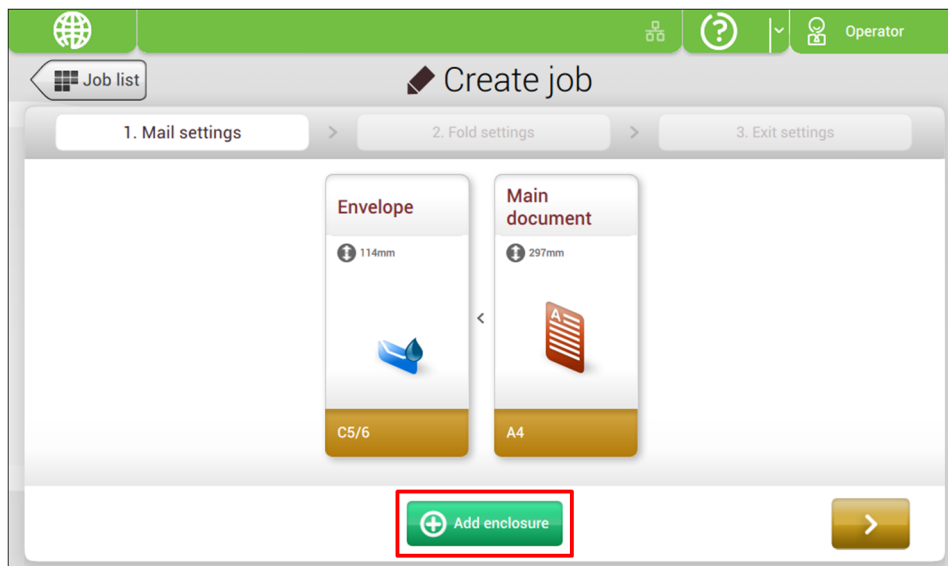 Operator
Job list
Create job
1. Mail settings
2. Fold settings
3. Exit settings
Envelope
114mm
C5/6
Main
document
297mm
A
A4
Add enclosure